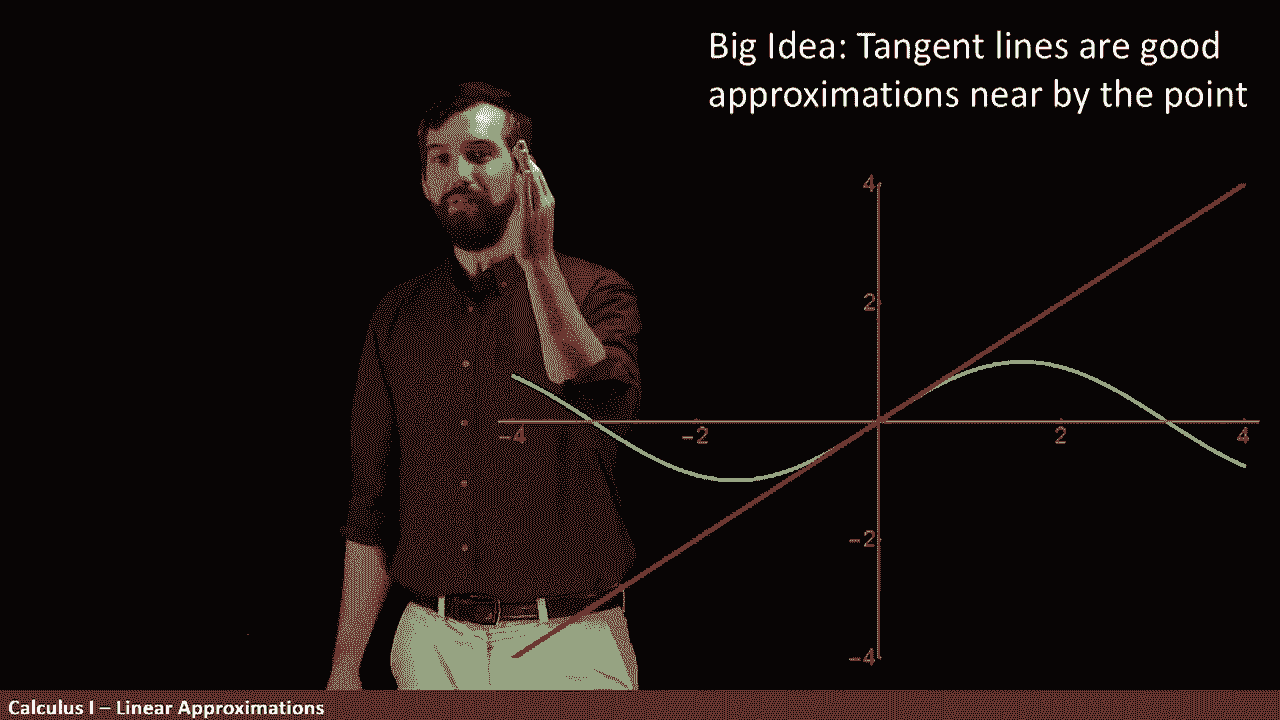 Big Idea: Tangent lines are good
approximations near by the point
4
2
-4
-2
2
4
-2
-4
Calculus I – Linear Approximations